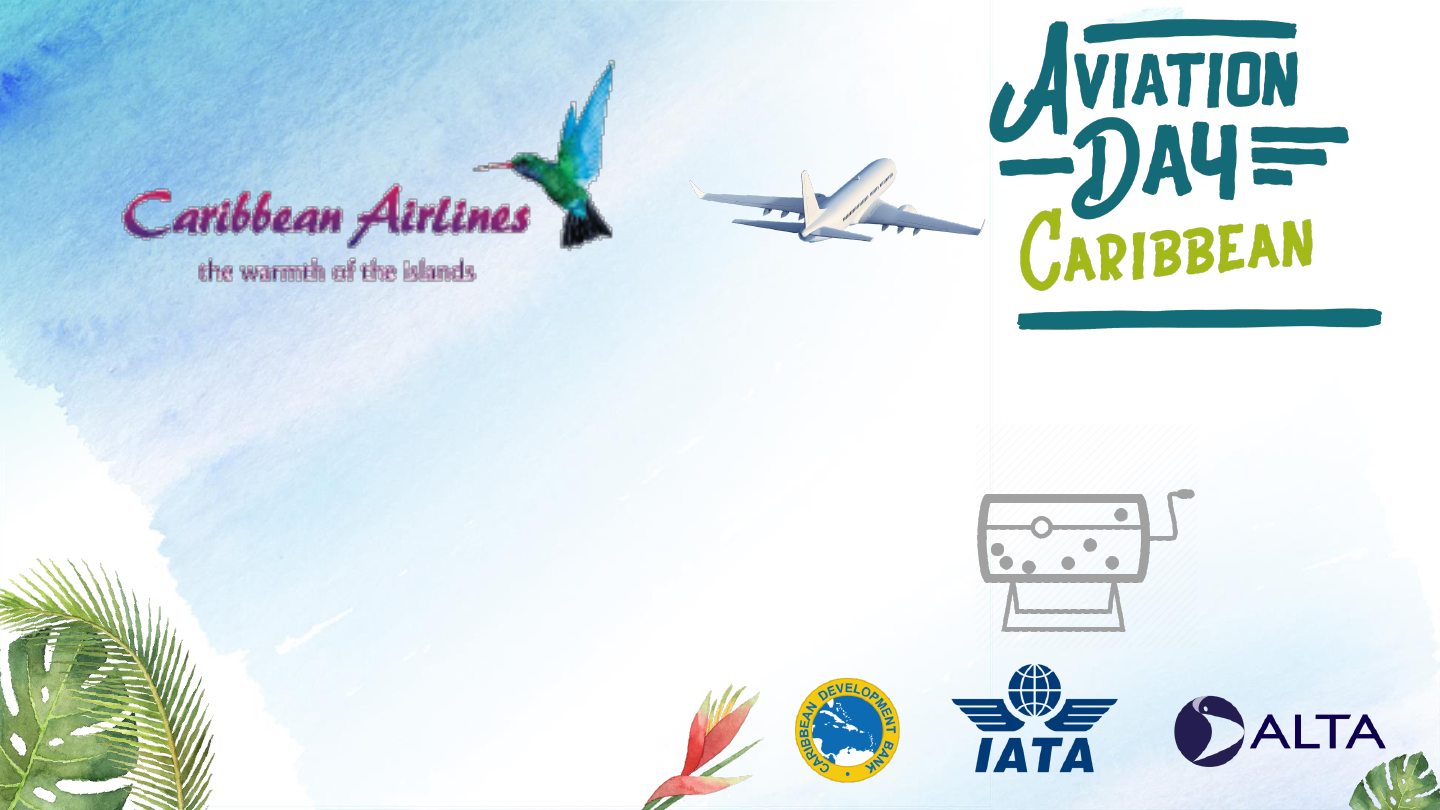 AVIATION
DAY
CARIBBEAN
Caribbean Airlines
the warmth of the islands
CARIBBEAN DEVELOPMENT BANK
IATA
ALTA